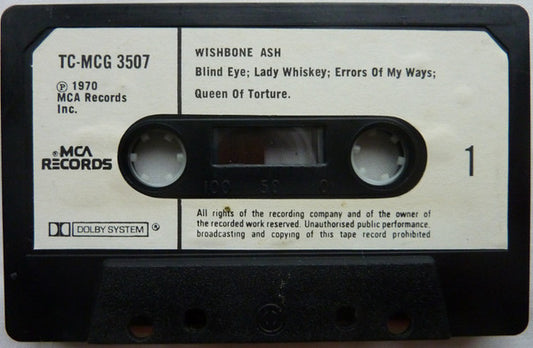 TC-MCG 3507
Ⓟ 1970
MCA Records
Inc.
MCA
RECORDS
DOLBY SYSTEM
WISHBONE ASH
Blind Eye; Lady Whiskey; Errors Of My Ways;
Queen Of Torture.
100 50 0
1
All rights of the recording company and of the owner of
the recorded work reserved. Unauthorised public performance,
broadcasting and copying of this tape record prohibited